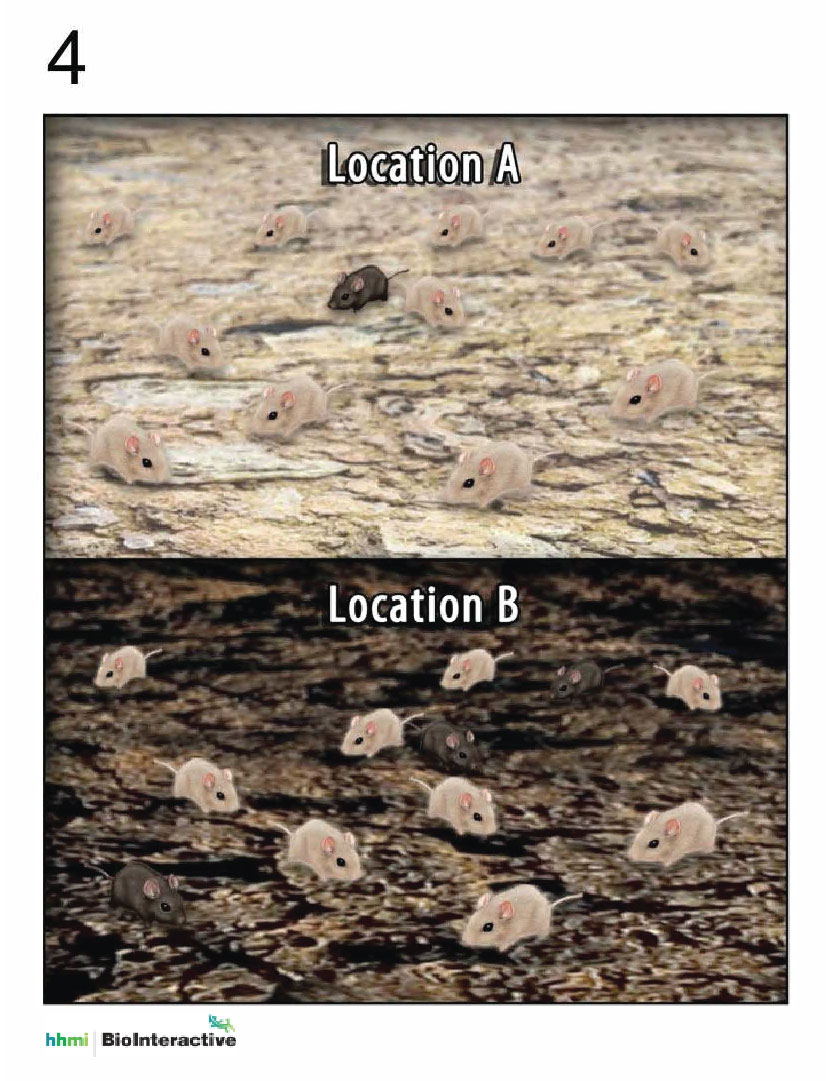 4
Location A
Location B
hhmi | BioInteractive